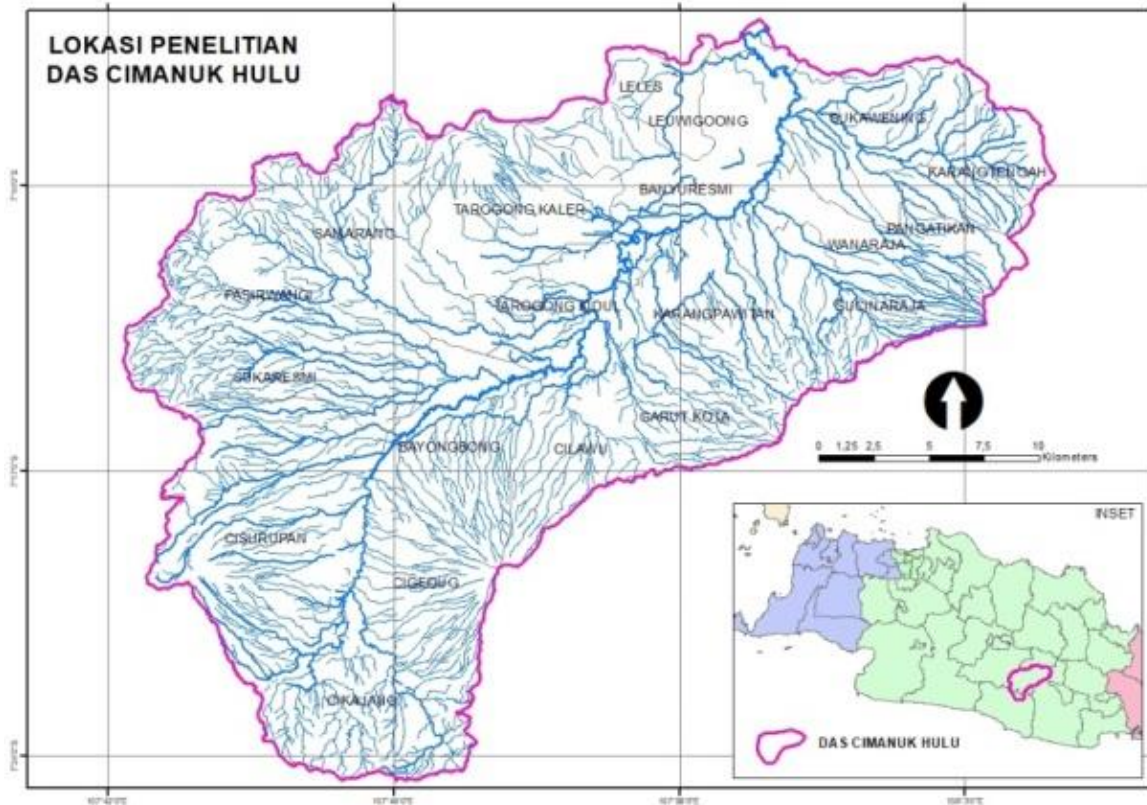 LOKASI PENELITIAN
DAS CIMANUK HULU
LELES
LEUWIGOONG
SUKAWENING
KARANGTENGAH
BANYURESMI
TAROGONG KALER
PANGATIKAN
SAMARANG
WANARAJA
PASIRWANGI
TAROGONG KIDUL
KARANGPAWITAN
SUCINARAJA
SUKARESMI
GARUT KOTA
BAYONGBONG
CILAWU
0 1,25 2,5 5 7,5 10
Kilometers
CISURUPAN
CIGEDUG
CIKAJANG
INSET
DAS CIMANUK HULU